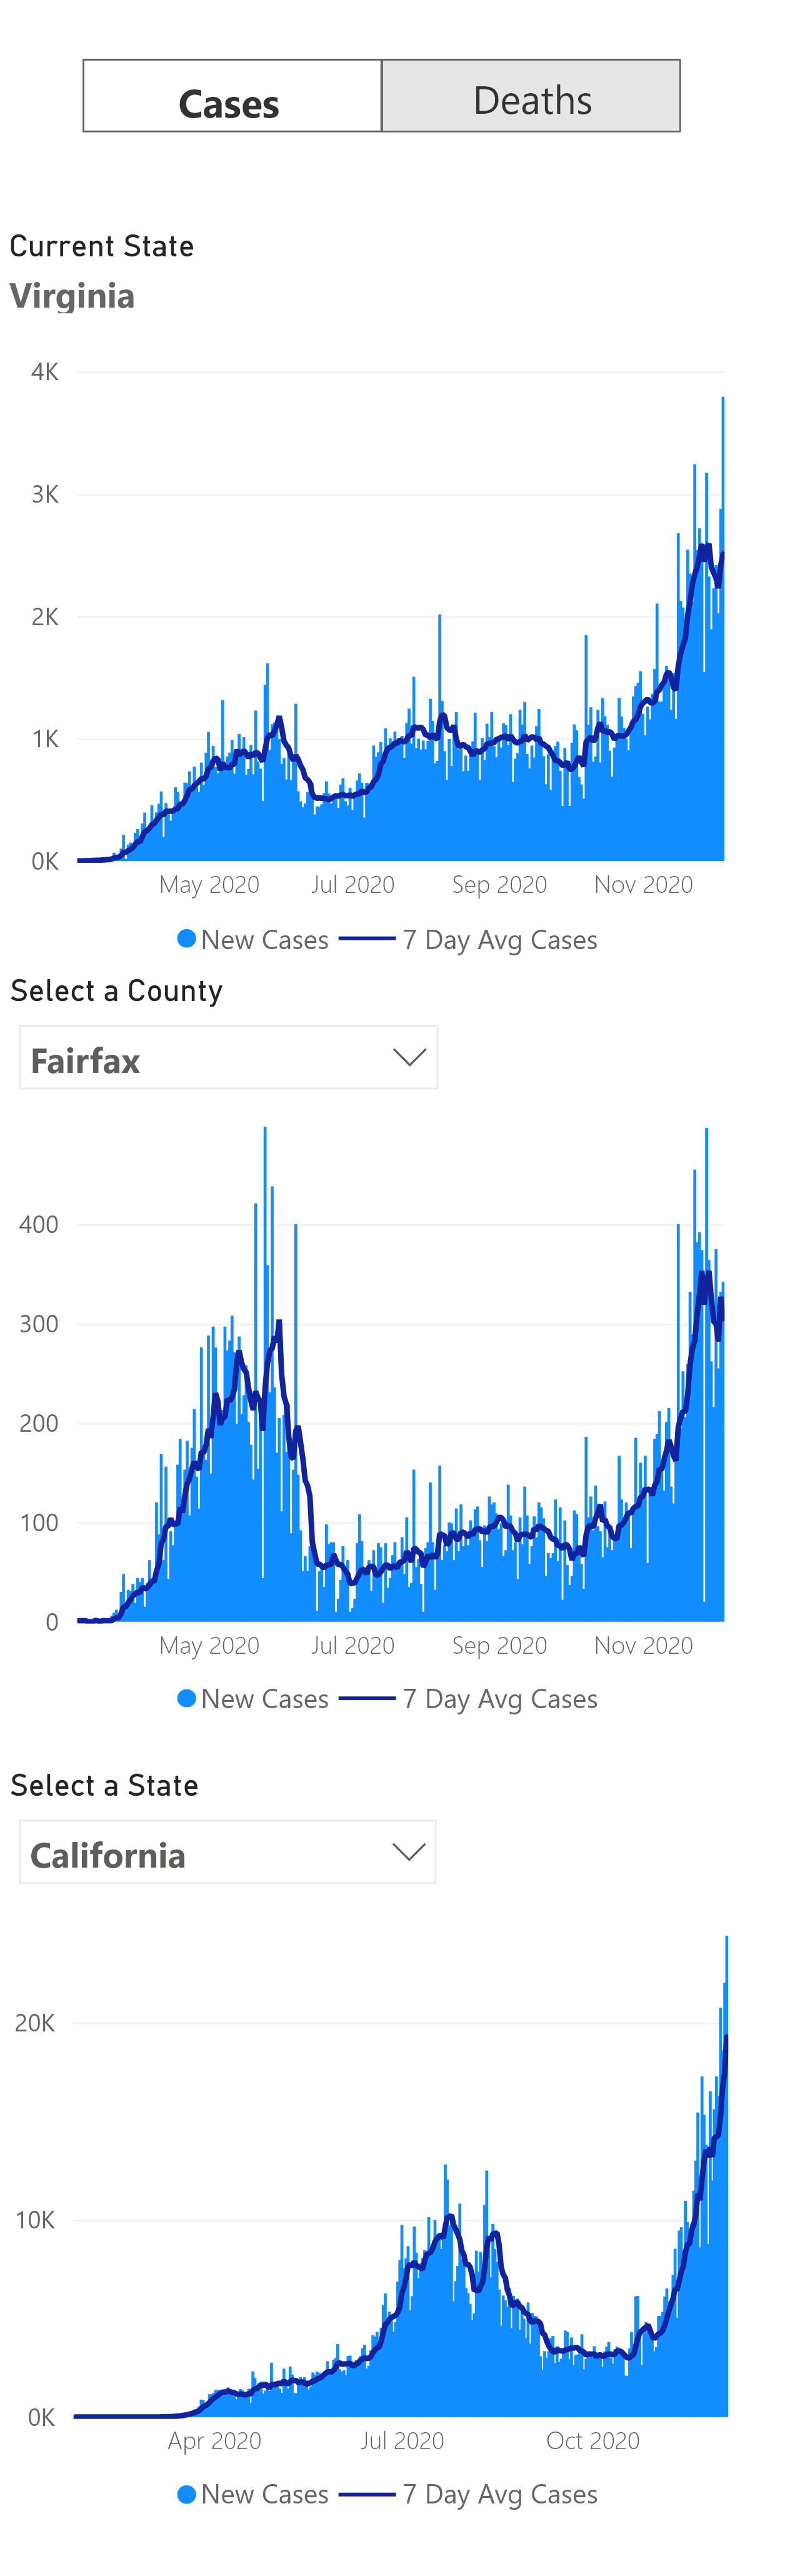 Cases Deaths
Current State
Virginia
4K
3K
2K
1K
0K
May 2020 Jul 2020 Sep 2020 Nov 2020
New Cases 7 Day Avg Cases
Select a County
Fairfax
400
300
200
100
0
May 2020 Jul 2020 Sep 2020 Nov 2020
New Cases 7 Day Avg Cases
Select a State
California
20K
10K
0K
Apr 2020 Jul 2020 Oct 2020
New Cases 7 Day Avg Cases